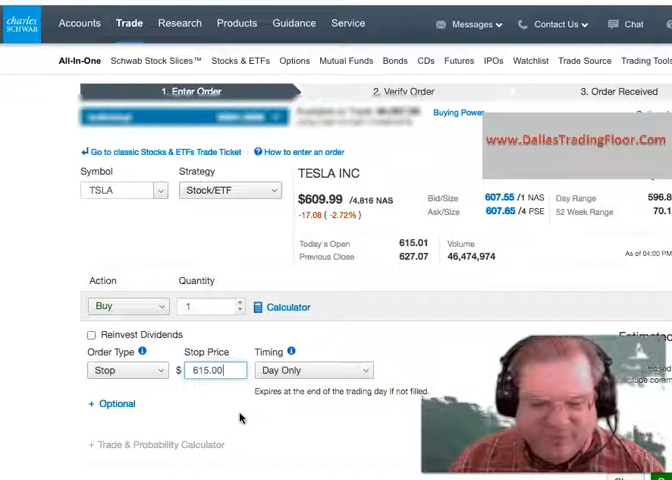 charles
SCHWAB
Accounts Trade Research Products Guidance Service
Messages Contact Us Chat
All-In-One Schwab Stock Slices™ Stocks & ETFs Options Mutual Funds Bonds CDs Futures IPOs Watchlist Trade Source Trading Tools
1. Enter Order 2. Verify Order 3. Order Received
Buying Power
www.DallasTradingFloor.Com
Go to classic Stocks & ETFs Trade Ticket How to enter an order
Symbol Strategy
TSLA Stock/ETF
TESLA INC
$609.99 /4,816 NAS
-17.08 ( -2.72%)
Bid/Size 607.55 /1 NAS Day Range 596.8
Ask/Size 607.65 /4 PSE 52 Week Range 70.1
Today's Open 615.01 Volume
Previous Close 627.07 46,474,974
As of 04:00 PM
Action Quantity
Buy 1 Calculator
Reinvest Dividends
Order Type Stop Price Timing
Stop $ 615.00 Day Only
Expires at the end of the trading day if not filled.
+ Optional
+ Trade & Probability Calculator